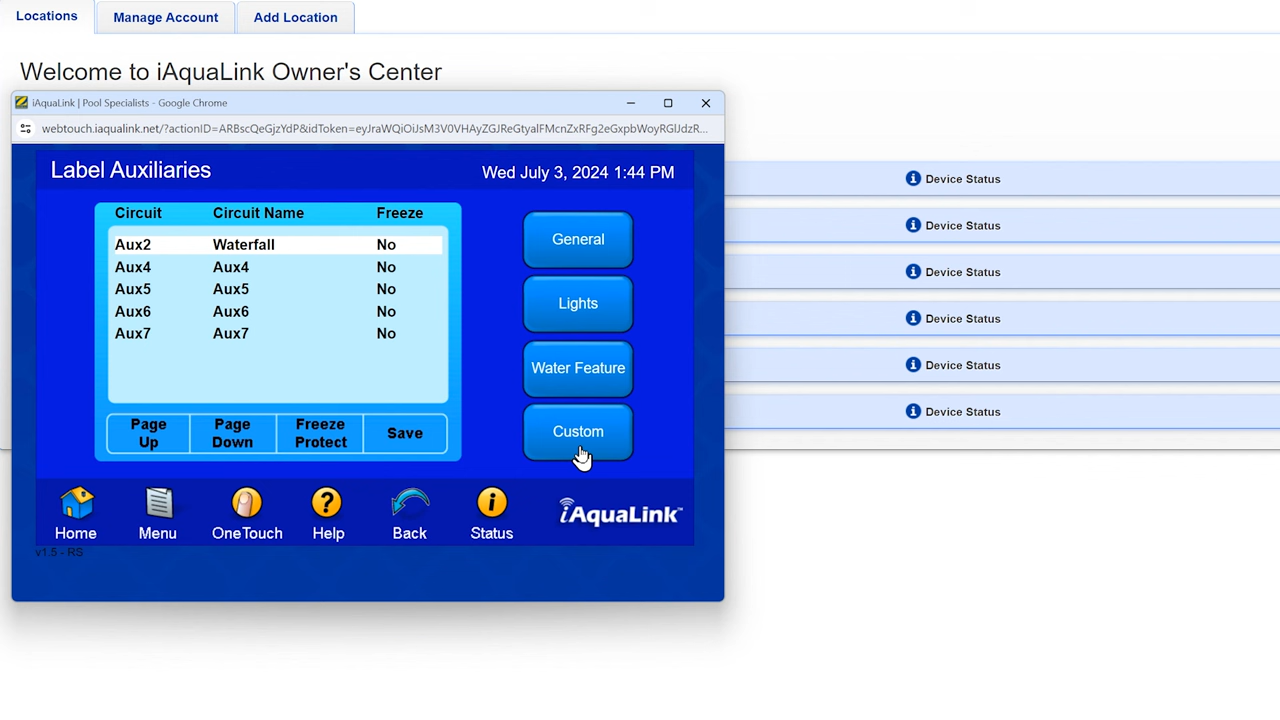 Locations Manage Account Add Location
Welcome to iAquaLink Owner's Center
iAquaLink | Pool Specialists - Google Chrome
webtouch.iaqualink.net/?actionID=ARBscQeGjzYdP&idToken=eyJraWQiOiJsM3V0VHAyZGJReGtyalFMcnZxRFg2eGxpbWoyRGlJdzR...
Label Auxiliaries Wed July 3, 2024 1:44 PM
Circuit Circuit Name Freeze
Aux2 Waterfall No
Aux4 Aux4 No
Aux5 Aux5 No
Aux6 Aux6 No
Aux7 Aux7 No
Page Up Page Down Freeze Protect Save
General
Lights
Water Feature
Custom
Home Menu OneTouch Help Back Status iAquaLink™
v1.5 - RS
Device Status
Device Status
Device Status
Device Status
Device Status
Device Status